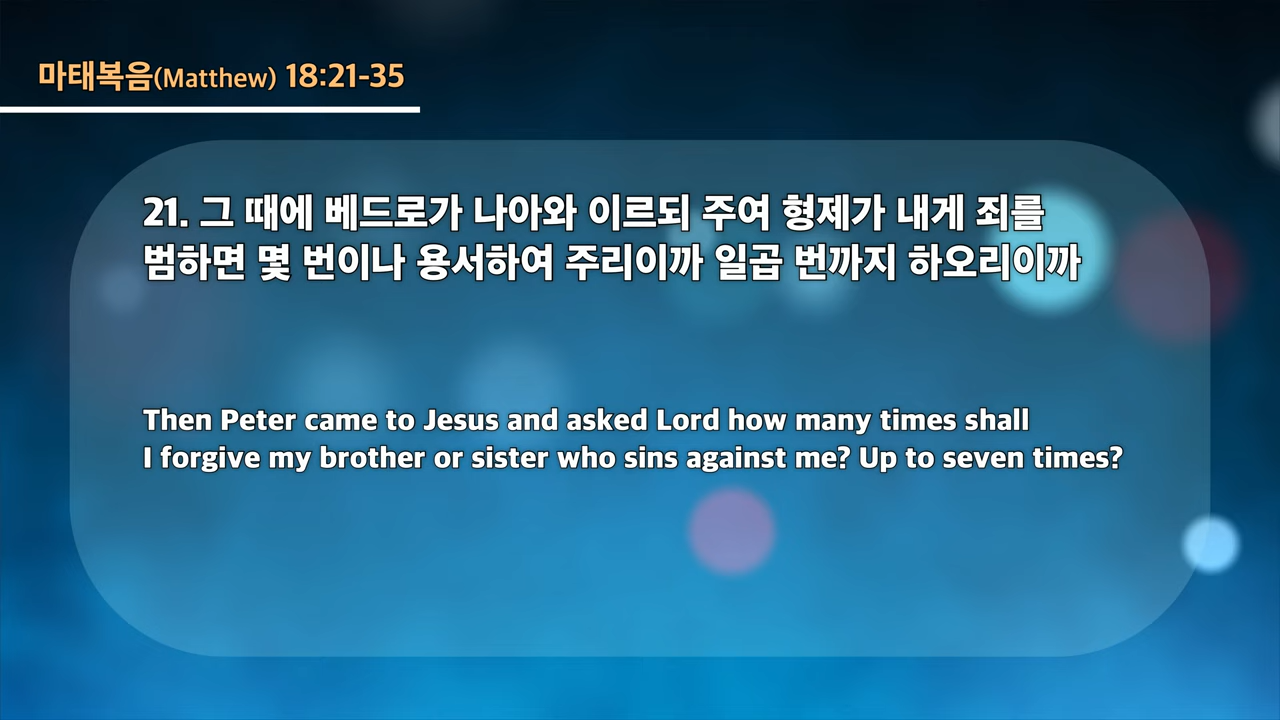 마태복음(Matthew) 18:21-35
21. 그 때에 베드로가 나아와 이르되 주여 형제가 내게 죄를
범하면 몇 번이나 용서하여 주리이까 일곱 번까지 하오리이까
Then Peter came to Jesus and asked Lord how many times shall
I forgive my brother or sister who sins against me? Up to seven times?